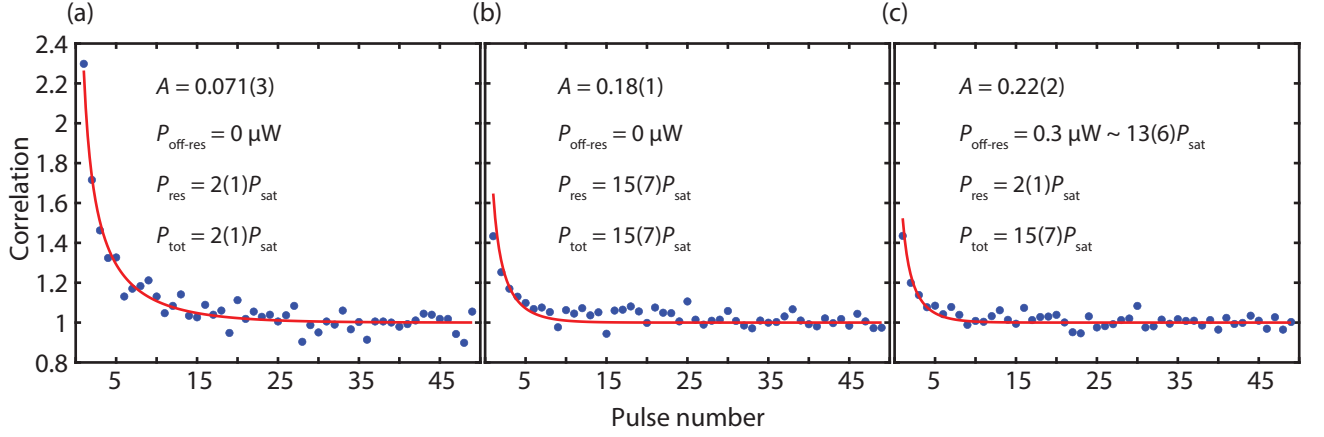 (a)
(b)
(c)
2.4
2.2
2
1.8
1.6
1.4
1.2
1
0.8
Correlation
A = 0.071(3)
P_off-res = 0 µW
P_res = 2(1)P_sat
P_tot = 2(1)P_sat
A = 0.18(1)
P_off-res = 0 µW
P_res = 15(7)P_sat
P_tot = 15(7)P_sat
A = 0.22(2)
P_off-res = 0.3 µW ~ 13(6)P_sat
P_res = 2(1)P_sat
P_tot = 15(7)P_sat
5 15 25 35 45
5 15 25 35 45
5 15 25 35 45
Pulse number